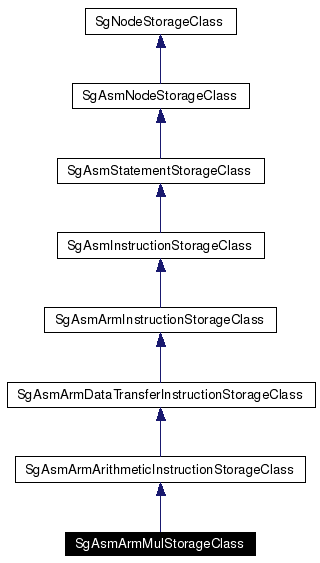 SgNodeStorageClass
SgAsmNodeStorageClass
SgAsmStatementStorageClass
SgAsmInstructionStorageClass
SgAsmArmInstructionStorageClass
SgAsmArmDataTransferInstructionStorageClass
SgAsmArmArithmeticInstructionStorageClass
SgAsmArmMulStorageClass